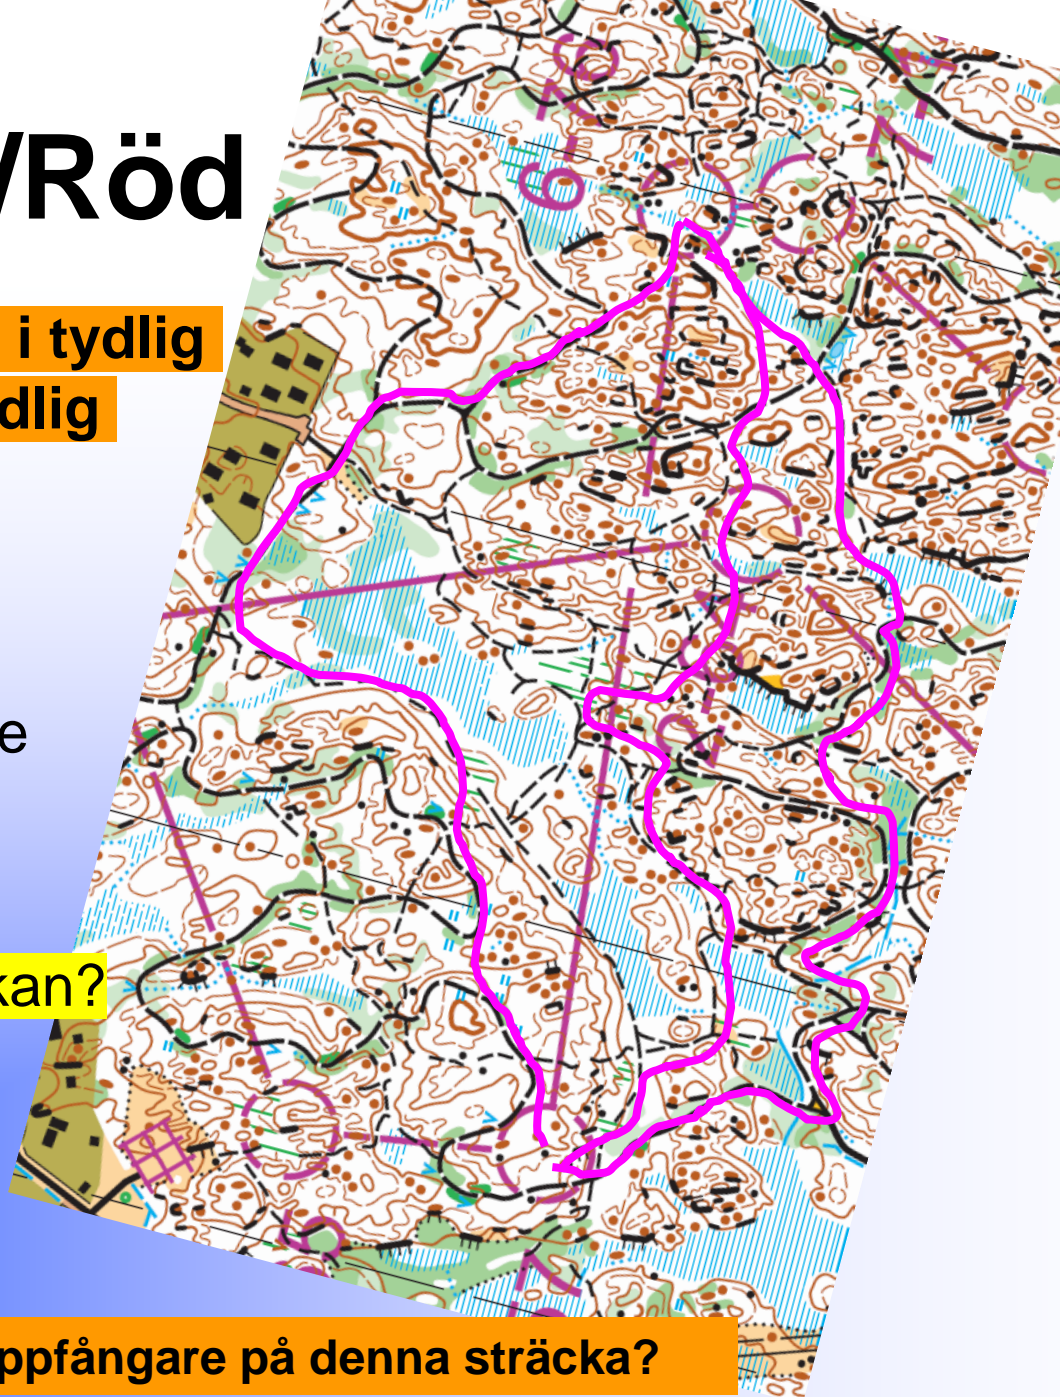 /Röd
i tydlig
dlig
e
kan?
ppfångare på denna sträcka?